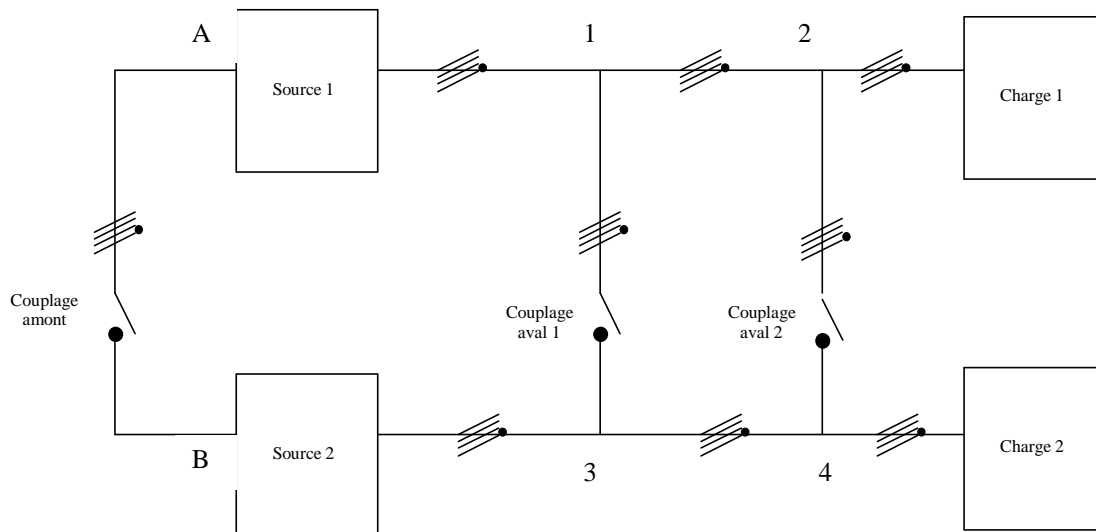 A
1
2
Source 1
Charge 1
Couplage
amont
Couplage
aval 1
Couplage
aval 2
B
Source 2
3
4
Charge 2